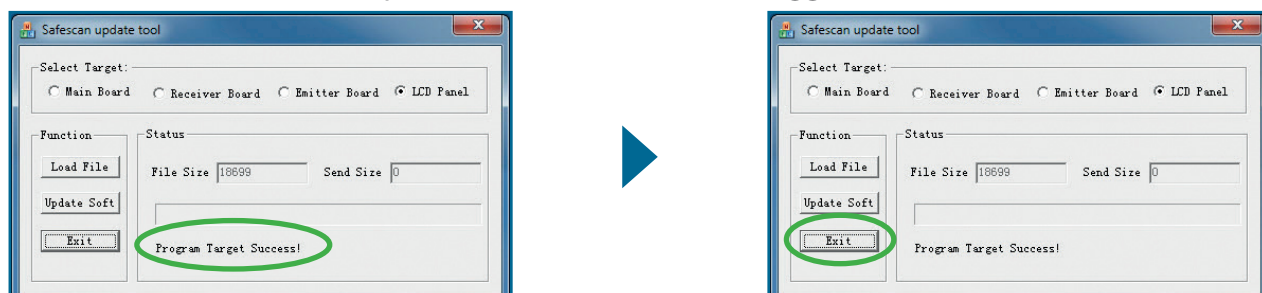 Safescan update tool
X
Select Target:
Main Board Receiver Board Emitter Board LCD Panel
Function
Status
Load File
File Size 18699 Send Size 0
Update Soft
Exit
Program Target Success!
Safescan update tool
X
Select Target:
Main Board Receiver Board Emitter Board LCD Panel
Function
Status
Load File
File Size 18699 Send Size 0
Update Soft
Exit
Program Target Success!